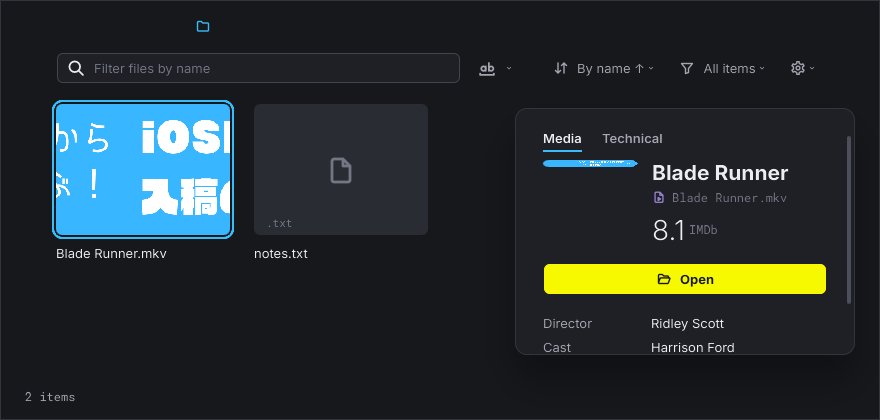 Filter files by name
ab
By name ↑
All items
から
ぶ！
iOS
入稿
.txt
Blade Runner.mkv
notes.txt
Media
Technical
Blade Runner
Blade Runner.mkv
8.1 IMDb
Open
Director
Ridley Scott
Cast
Harrison Ford
2 items